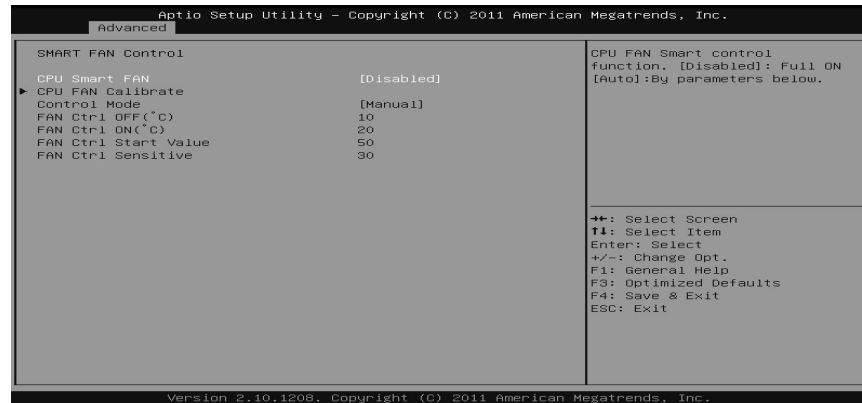 Aptio Setup Utility – Copyright (C) 2011 American Megatrends, Inc.
Advanced
SMART FAN Control
CPU Smart FAN [Disabled]
► CPU FAN Calibrate
Control Mode [Manual]
FAN Ctrl OFF(°C) 10
FAN Ctrl ON(°C) 20
FAN Ctrl Start Value 50
FAN Ctrl Sensitive 30
CPU FAN Smart control
function. [Disabled]: Full ON
[Auto]:By parameters below.
→←: Select Screen
↑↓: Select Item
Enter: Select
+/-: Change Opt.
F1: General Help
F3: Optimized Defaults
F4: Save & Exit
ESC: Exit
Version 2.10.1208. Copyright (C) 2011 American Megatrends, Inc.